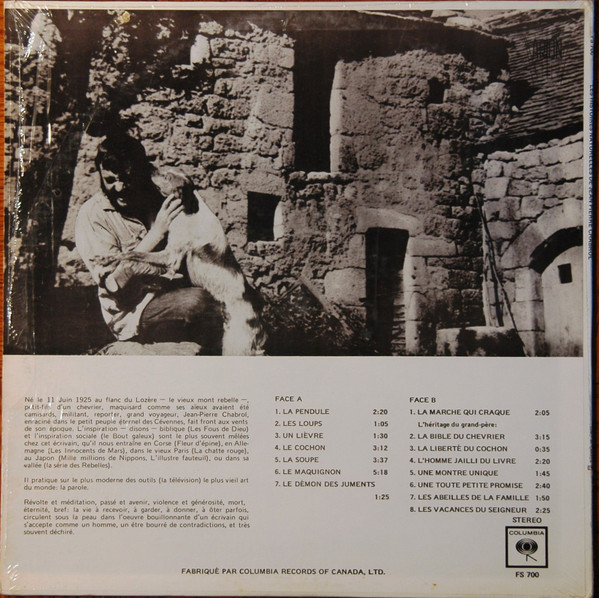 Né le 11 Juin 1925 au flanc du Lozère — le vieux mont rebelle —,
petit-fils d'un chevrier, maquisard comme ses aïeux avaient été
camisards, militant, reporter, grand voyageur, Jean-Pierre Chabrol,
enraciné dans le petit peuple éternel des Cévennes, fait front aux vents
de son époque. L'inspiration — disons — biblique (Les Fous de Dieu)
et l'inspiration sociale (le Bout galeux) sont le plus souvent mêlées
chez cet écrivain, qu'il nous entraîne en Corse (Fleur d'épine), en Alle-
magne (Les Innocents de Mars), dans le vieux Paris (La chatte rouge),
au Japon (Mille millions de Nippons, L'illustre fauteuil), ou dans sa
vallée (la série des Rebelles).
Il pratique sur le plus moderne des outils (la télévision) le plus vieil art
du monde: la parole.
Révolte et méditation, passé et avenir, violence et générosité, mort,
éternité, bref: la vie à recevoir, à garder, à donner, à ôter parfois,
circulent sous la peau dans l'oeuvre bouillonnante d'un écrivain qui
s'accepte comme un homme, un être bourré de contradictions, et très
souvent déchiré.
FACE A
1. LA PENDULE 2:20
2. LES LOUPS 1:05
3. UN LIÈVRE 1:30
4. LE COCHON 3:12
5. LA SOUPE 3:37
6. LE MAQUIGNON 5:18
7. LE DÉMON DES JUMENTS
1:25
FACE B
1. LA MARCHE QUI CRAQUE 2:05
L'héritage du grand-père:
2. LA BIBLE DU CHEVRIER 3:15
3. LA LIBERTÉ DU COCHON 0:35
4. L'HOMME JAILLI DU LIVRE 2:20
5. UNE MONTRE UNIQUE 1:45
6. UNE TOUTE PETITE PROMISE 2:40
7. LES ABEILLES DE LA FAMILLE 1:50
8. LES VACANCES DU SEIGNEUR 2:25
STEREO
COLUMBIA
FS 700
FABRIQUÉ PAR COLUMBIA RECORDS OF CANADA, LTD.